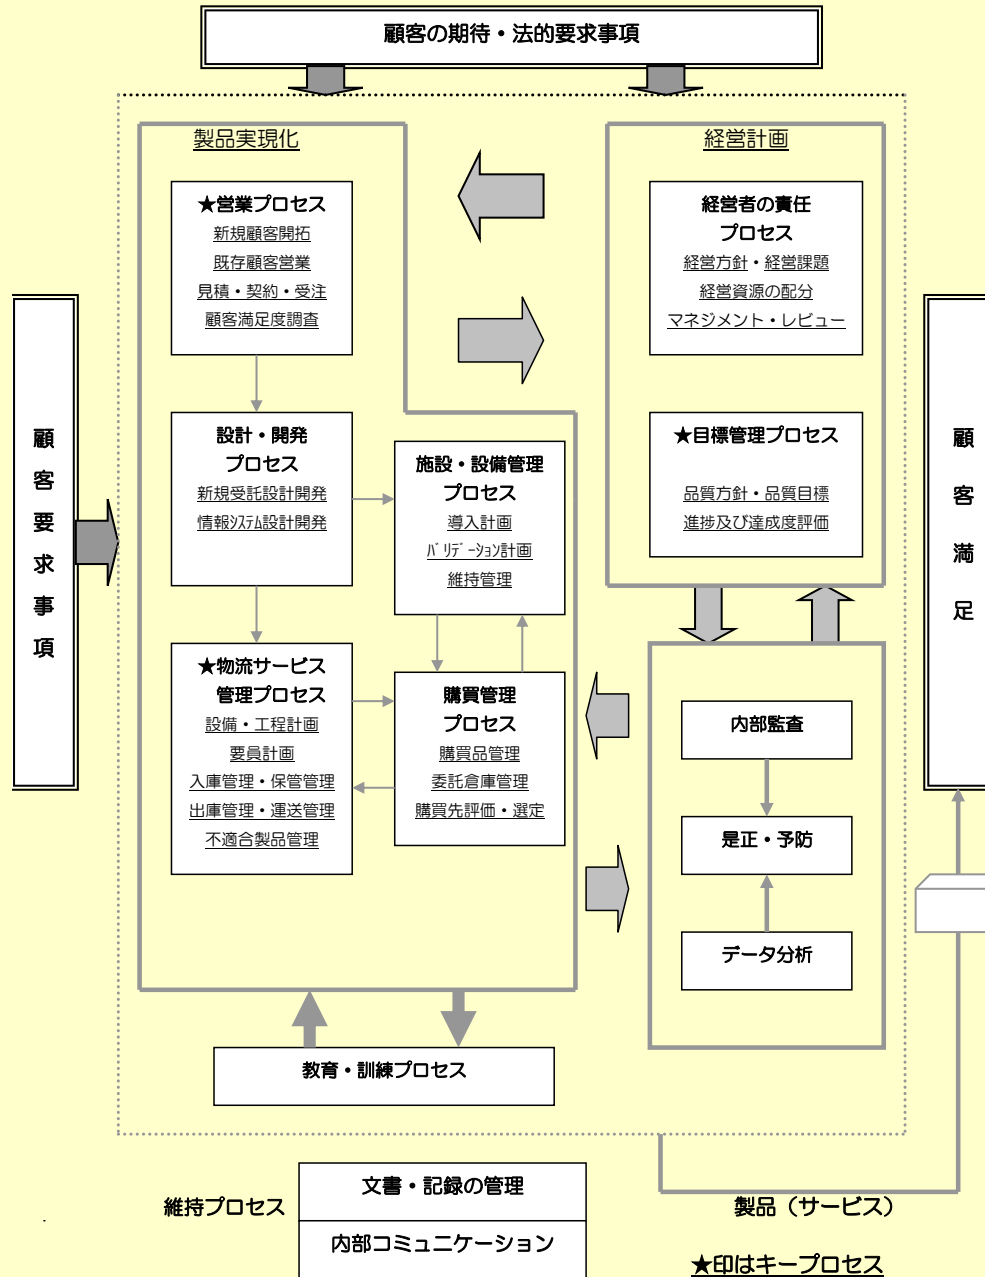 顧客の期待・法的要求事項
製品実現化
★営業プロセス
新規顧客開拓
既存顧客営業
見積・契約・受注
顧客満足度調査
設計・開発
プロセス
新規受託設計開発
情報ｼｽﾃﾑ設計開発
施設・設備管理
プロセス
導入計画
ﾊﾞﾘﾃﾞｰｼｮﾝ計画
維持管理
★物流サービス
管理プロセス
設備・工程計画
要員計画
入庫管理・保管管理
出庫管理・運送管理
不適合製品管理
購買管理
プロセス
購買品管理
委託倉庫管理
購買先評価・選定
経営計画
経営者の責任
プロセス
経営方針・経営課題
経営資源の配分
マネジメント・レビュー
★目標管理プロセス
品質方針・品質目標
進捗及び達成度評価
内部監査
是正・予防
データ分析
顧客要求事項
顧客満足
教育・訓練プロセス
維持プロセス
文書・記録の管理
内部コミュニケーション
製品（サービス）
★印はキープロセス